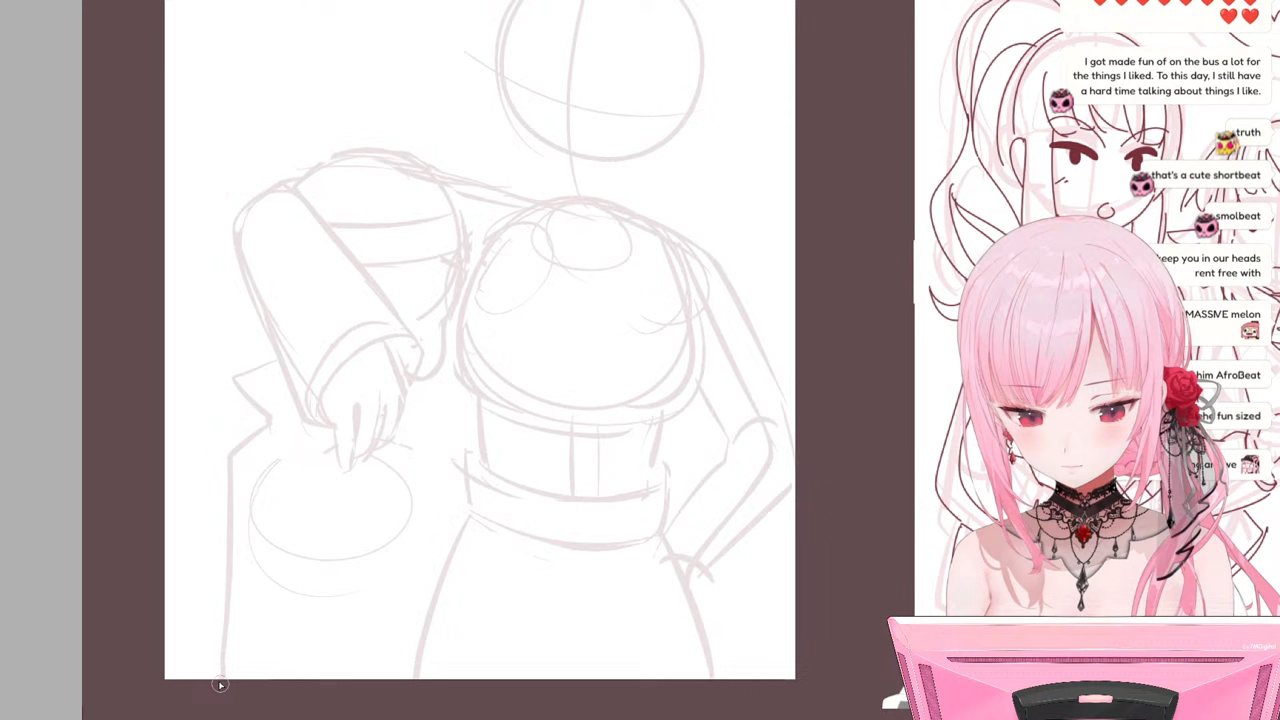 I got made fun of on the bus a lot for
the things I liked. To this day, I still have
a hard time talking about things I like.
truth
that's a cute shortbeat
smolbeat
keep you in our heads
rent free with
MASSIVE melon
him AfroBeat
fun sized